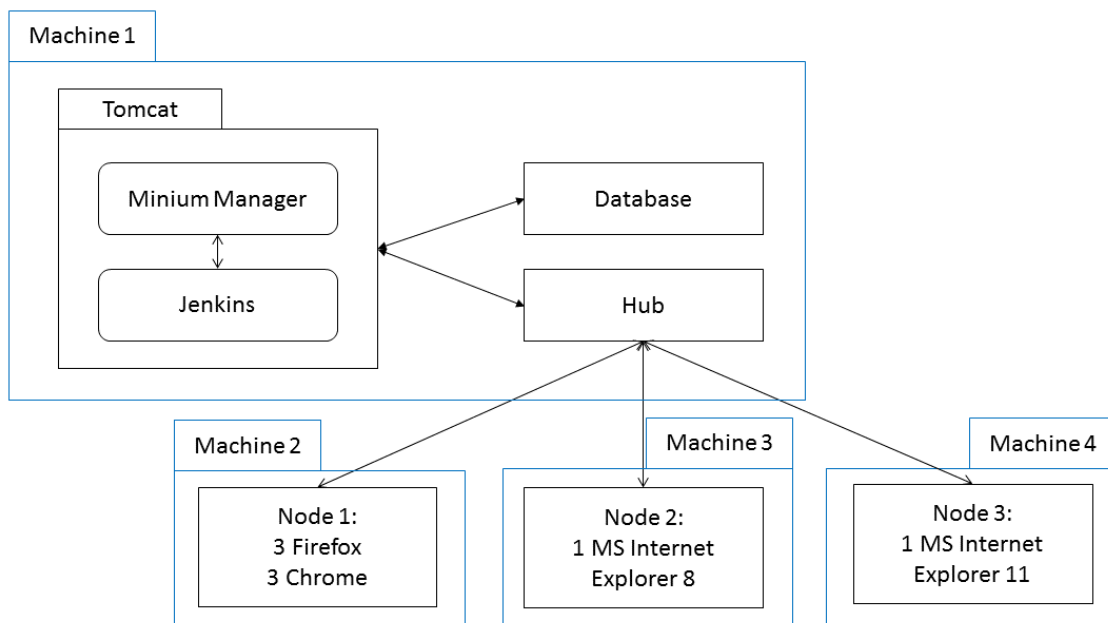 Machine 1
Tomcat
Minium Manager
Database
Jenkins
Hub
Machine 2
Machine 3
Machine 4
Node 1:
3 Firefox
3 Chrome
Node 2:
1 MS Internet
Explorer 8
Node 3:
1 MS Internet
Explorer 11